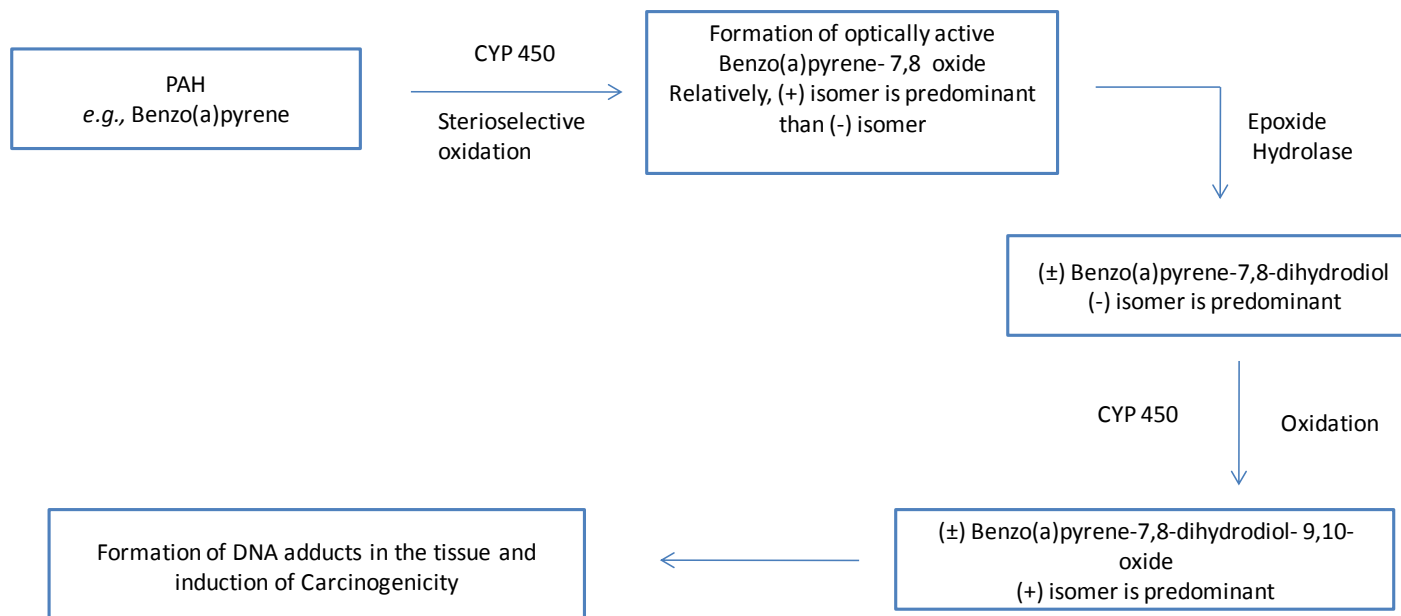 PAH
e.g., Benzo(a)pyrene
CYP 450
Sterioselective
oxidation
Formation of optically active
Benzo(a)pyrene- 7,8 oxide
Relatively, (+) isomer is predominant
than (-) isomer
Epoxide
Hydrolase
(±) Benzo(a)pyrene-7,8-dihydrodiol
(-) isomer is predominant
CYP 450
Oxidation
(±) Benzo(a)pyrene-7,8-dihydrodiol- 9,10-
oxide
(+) isomer is predominant
Formation of DNA adducts in the tissue and
induction of Carcinogenicity